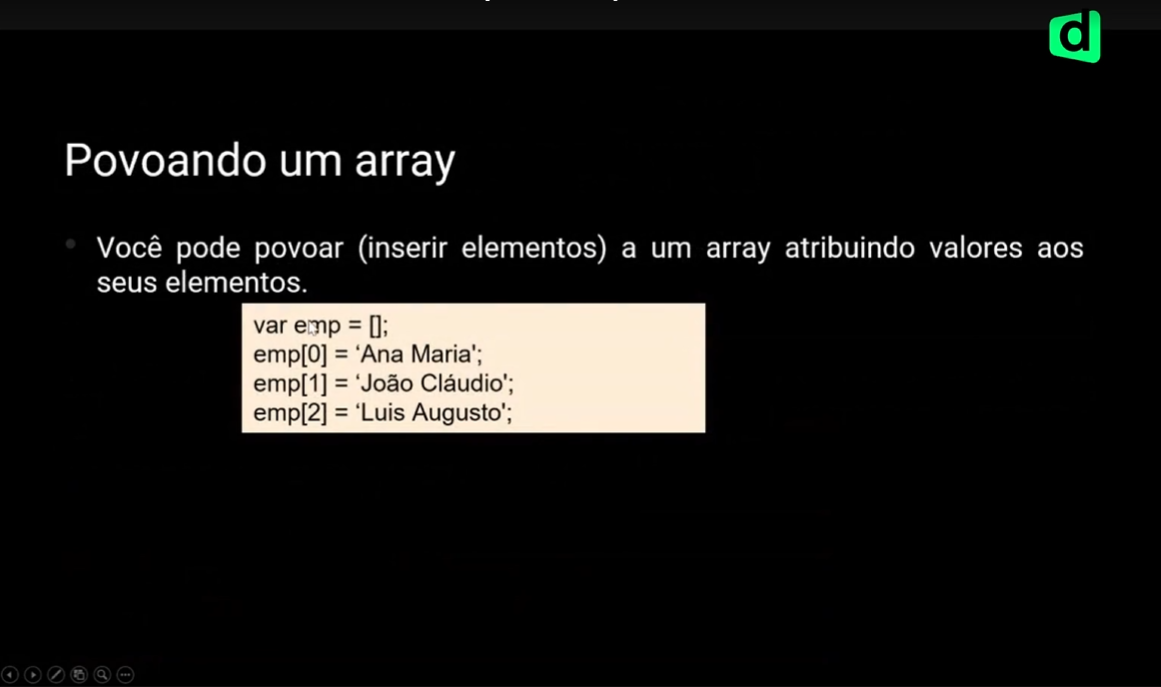 d
Povoando um array
Você pode povoar (inserir elementos) a um array atribuindo valores aos
seus elementos.
var emp = [];
emp[0] = ‘Ana Maria';
emp[1] = ‘João Cláudio';
emp[2] = ‘Luis Augusto';